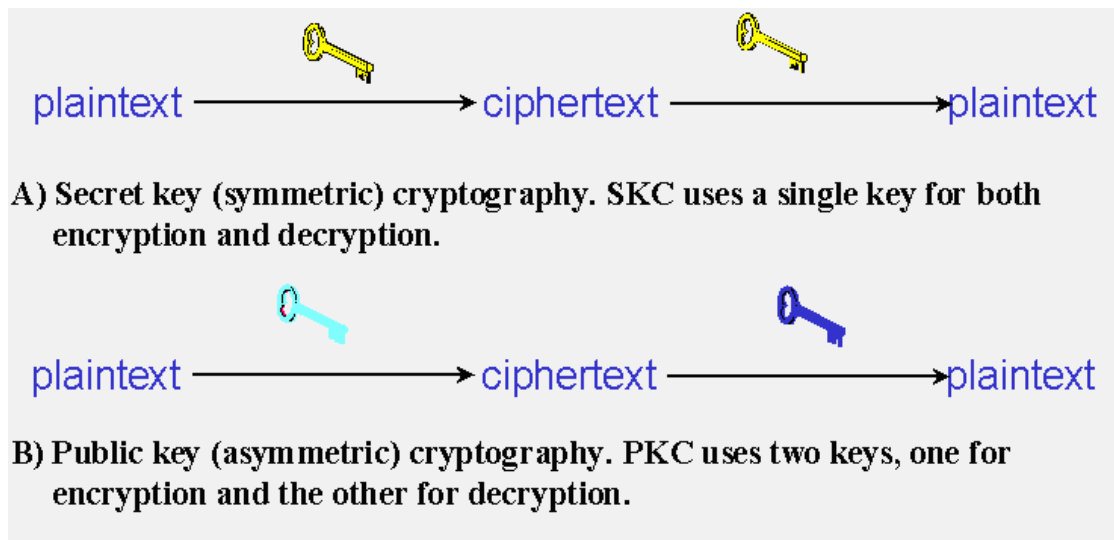 plaintext ciphertext plaintext
A) Secret key (symmetric) cryptography. SKC uses a single key for both
encryption and decryption.
plaintext ciphertext plaintext
B) Public key (asymmetric) cryptography. PKC uses two keys, one for
encryption and the other for decryption.